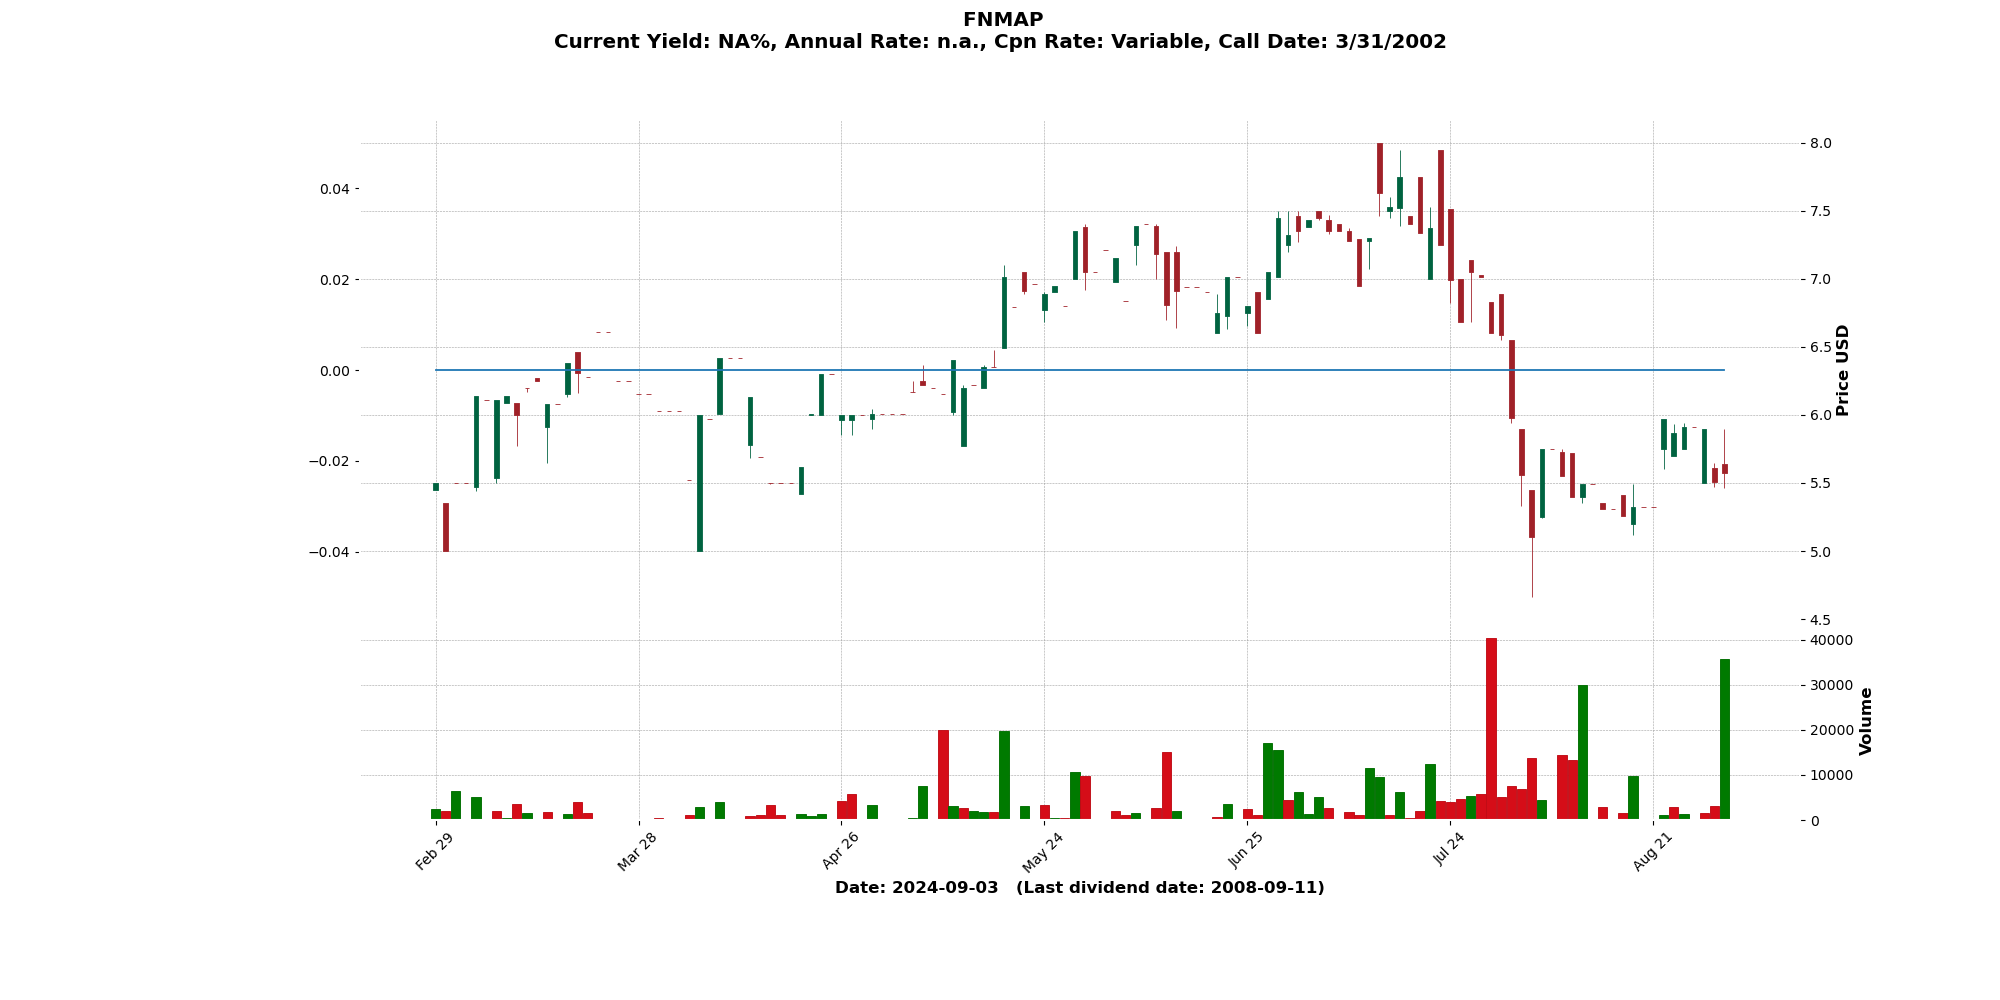 FNMAP
Current Yield: NA%, Annual Rate: n.a., Cpn Rate: Variable, Call Date: 3/31/2002
0.04
0.02
0.00
−0.02
−0.04
8.0
7.5
7.0
6.5
6.0
5.5
5.0
4.5
Price USD
40000
30000
20000
10000
0
Volume
Feb 29
Mar 28
Apr 26
May 24
Jun 25
Jul 24
Aug 21
Date: 2024-09-03 (Last dividend date: 2008-09-11)